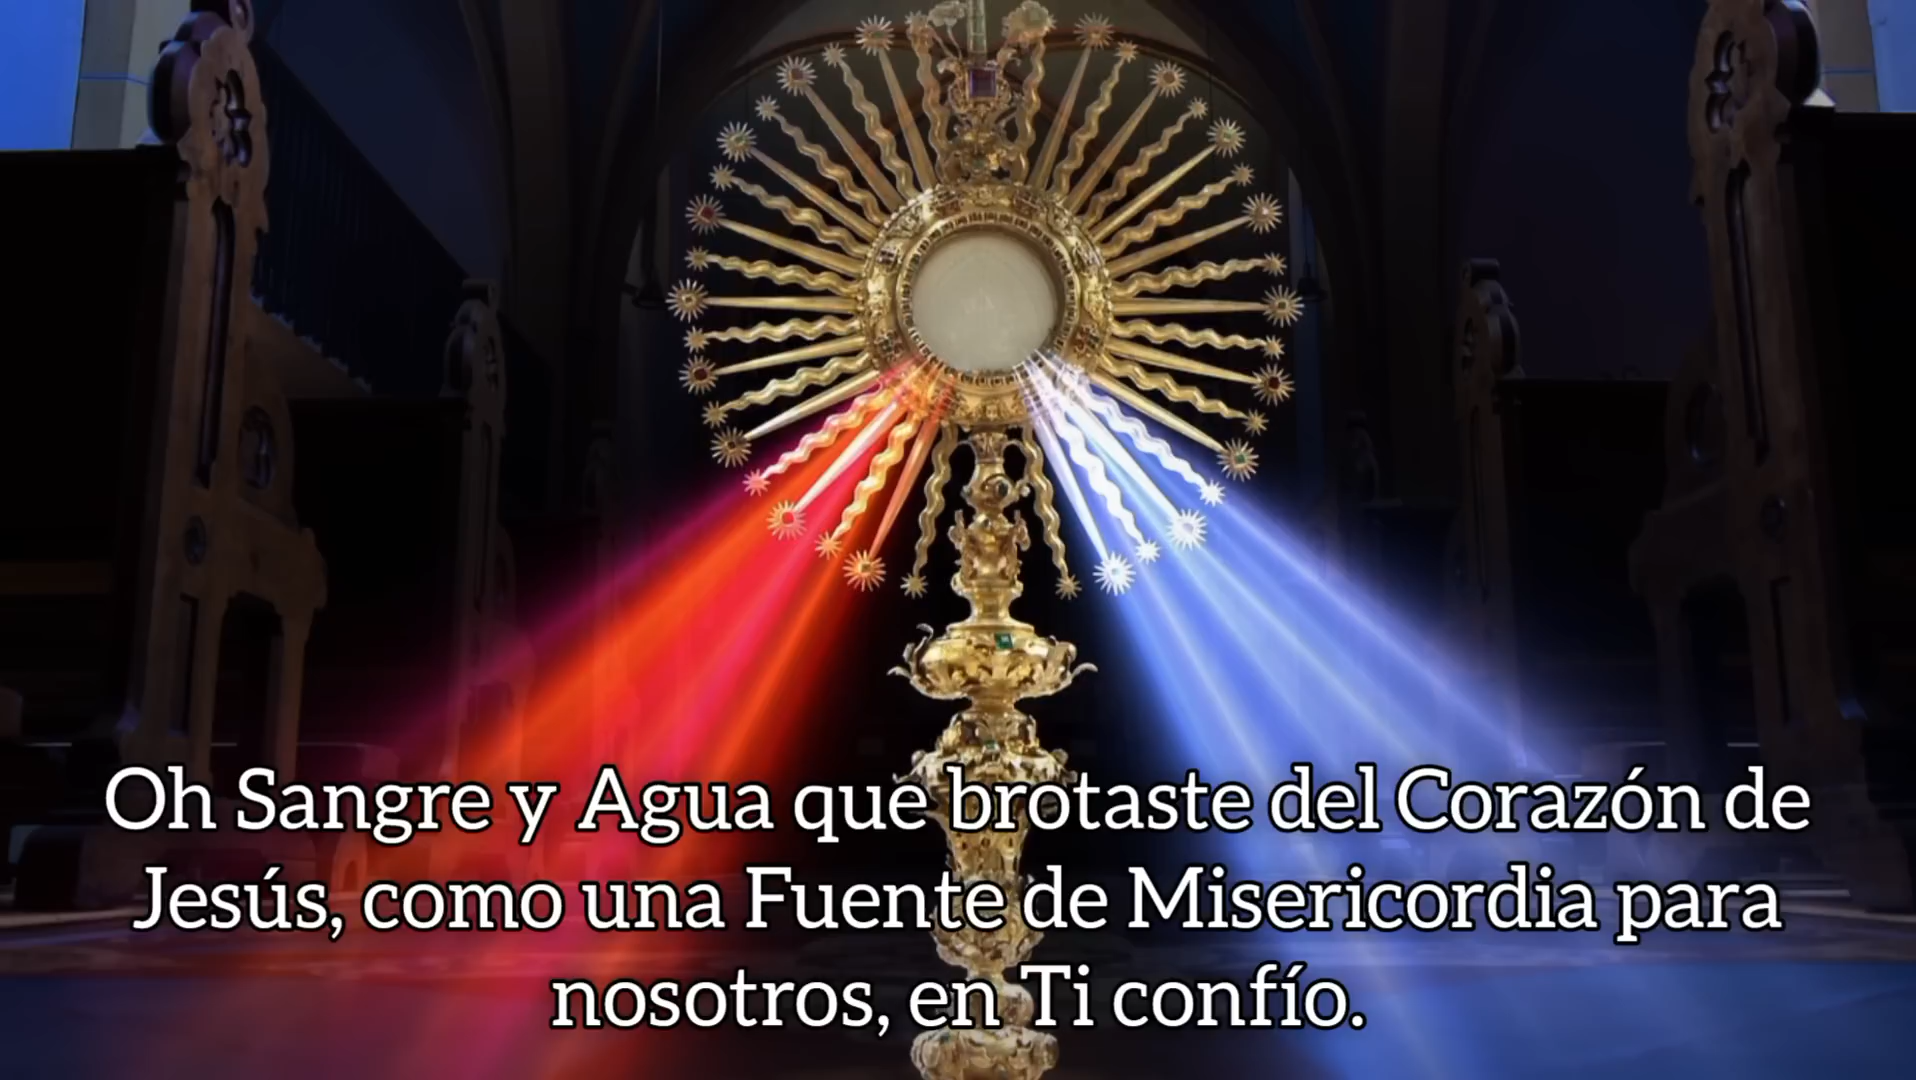 Oh Sangre y Agua que brotaste del Corazón de
Jesús, como una Fuente de Misericordia para
nosotros, en Ti confío.